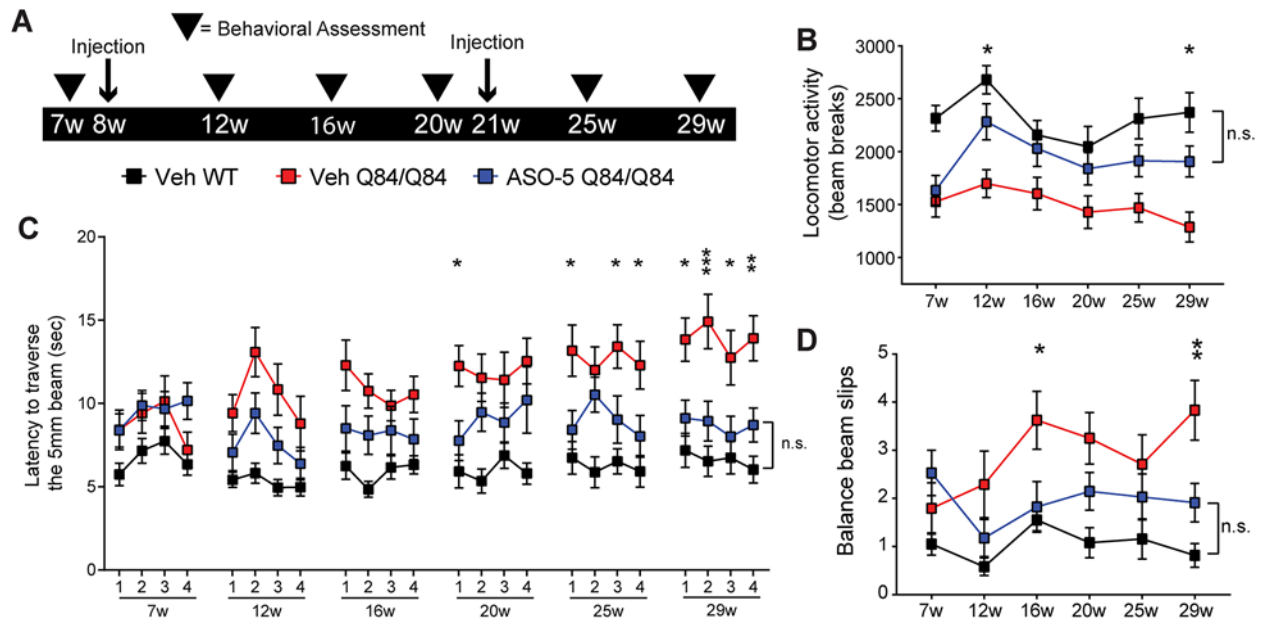 A
▼= Behavioral Assessment
Injection
Injection
7w 8w 12w 16w 20w 21w 25w 29w
Veh WT Veh Q84/Q84 ASO-5 Q84/Q84
B
Locomotor activity
(beam breaks)
3000
2500
2000
1500
1000
* *
n.s.
7w 12w 16w 20w 25w 29w
C
Latency to traverse
the 5mm beam (sec)
20
15
10
5
0
* * * * * *** * **
n.s.
1 2 3 4 1 2 3 4 1 2 3 4 1 2 3 4 1 2 3 4 1 2 3 4
7w 12w 16w 20w 25w 29w
D
Balance beam slips
5
4
3
2
1
0
* **
n.s.
7w 12w 16w 20w 25w 29w